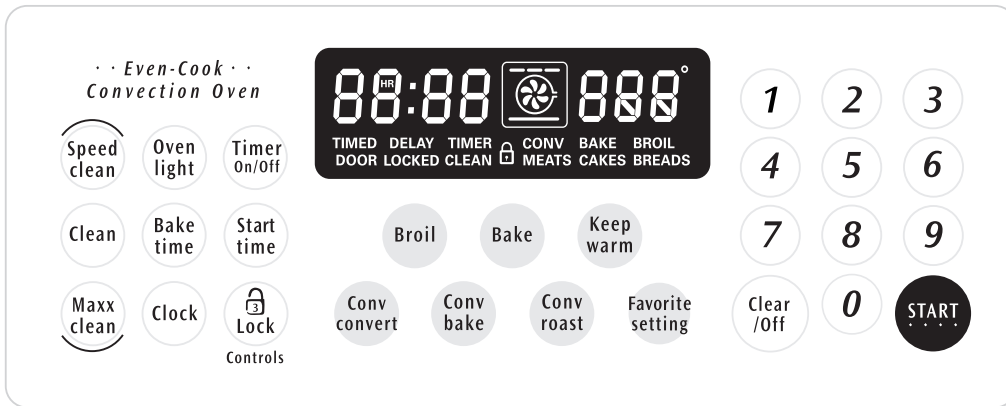 · · Even-Cook · ·
Convection Oven
Speed
clean
Oven
light
Timer
On/Off
Clean
Bake
time
Start
time
Maxx
clean
Clock
3
Lock
Controls
88:88 888°
HR
TIMED DELAY TIMER CONV BAKE BROIL
DOOR LOCKED CLEAN MEATS CAKES BREADS
Broil
Bake
Keep
warm
Conv
convert
Conv
bake
Conv
roast
Favorite
setting
1 2 3
4 5 6
7 8 9
Clear
/Off
0
START